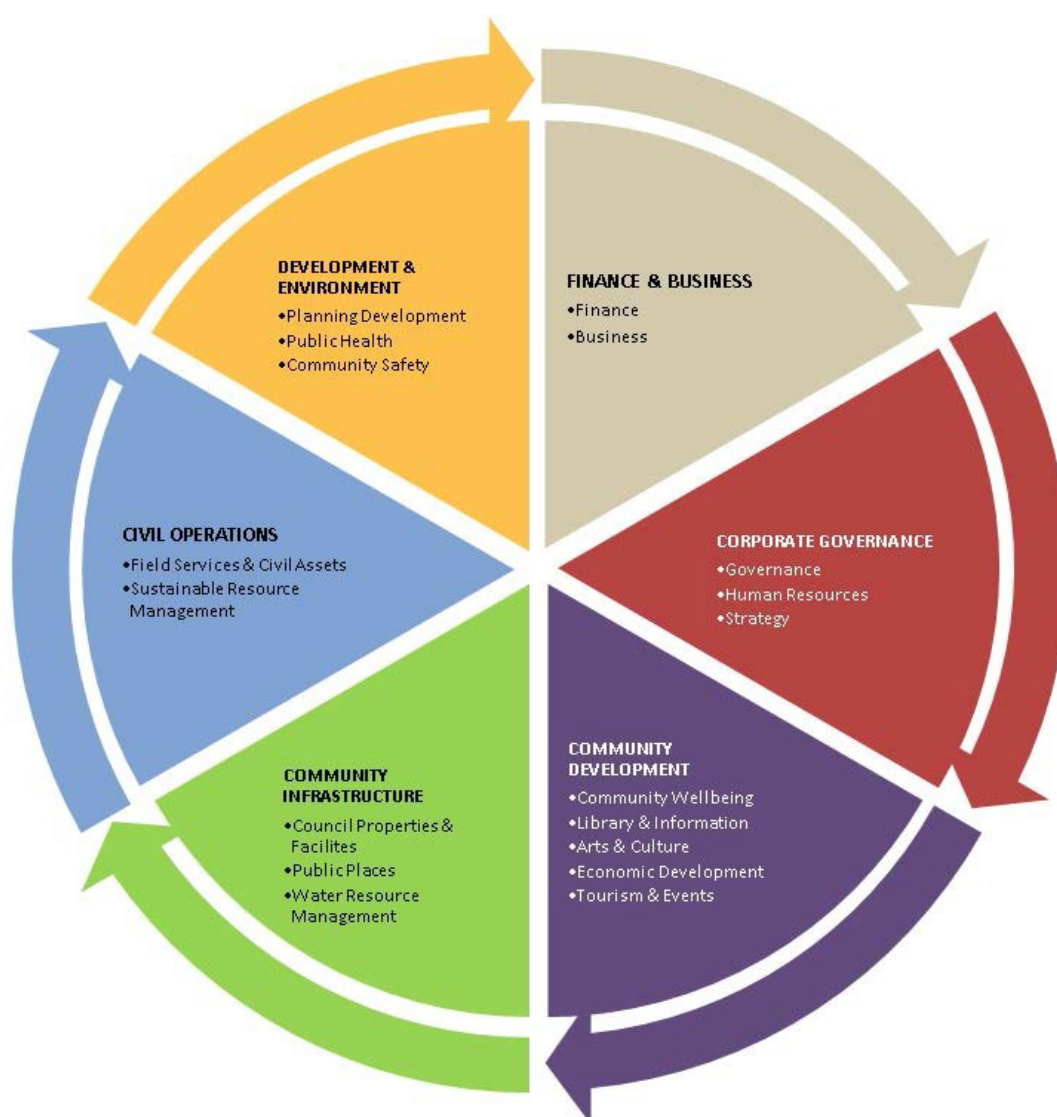 DEVELOPMENT &
ENVIRONMENT
•Planning Development
•Public Health
•Community Safety
FINANCE & BUSINESS
•Finance
•Business
CIVIL OPERATIONS
•Field Services & Civil Assets
•Sustainable Resource
Management
CORPORATE GOVERNANCE
•Governance
•Human Resources
•Strategy
COMMUNITY
INFRASTRUCTURE
•Council Properties &
Facilites
•Public Places
•Water Resource
Management
COMMUNITY
DEVELOPMENT
•Community Wellbeing
•Library & Information
•Arts & Culture
•Economic Development
•Tourism & Events